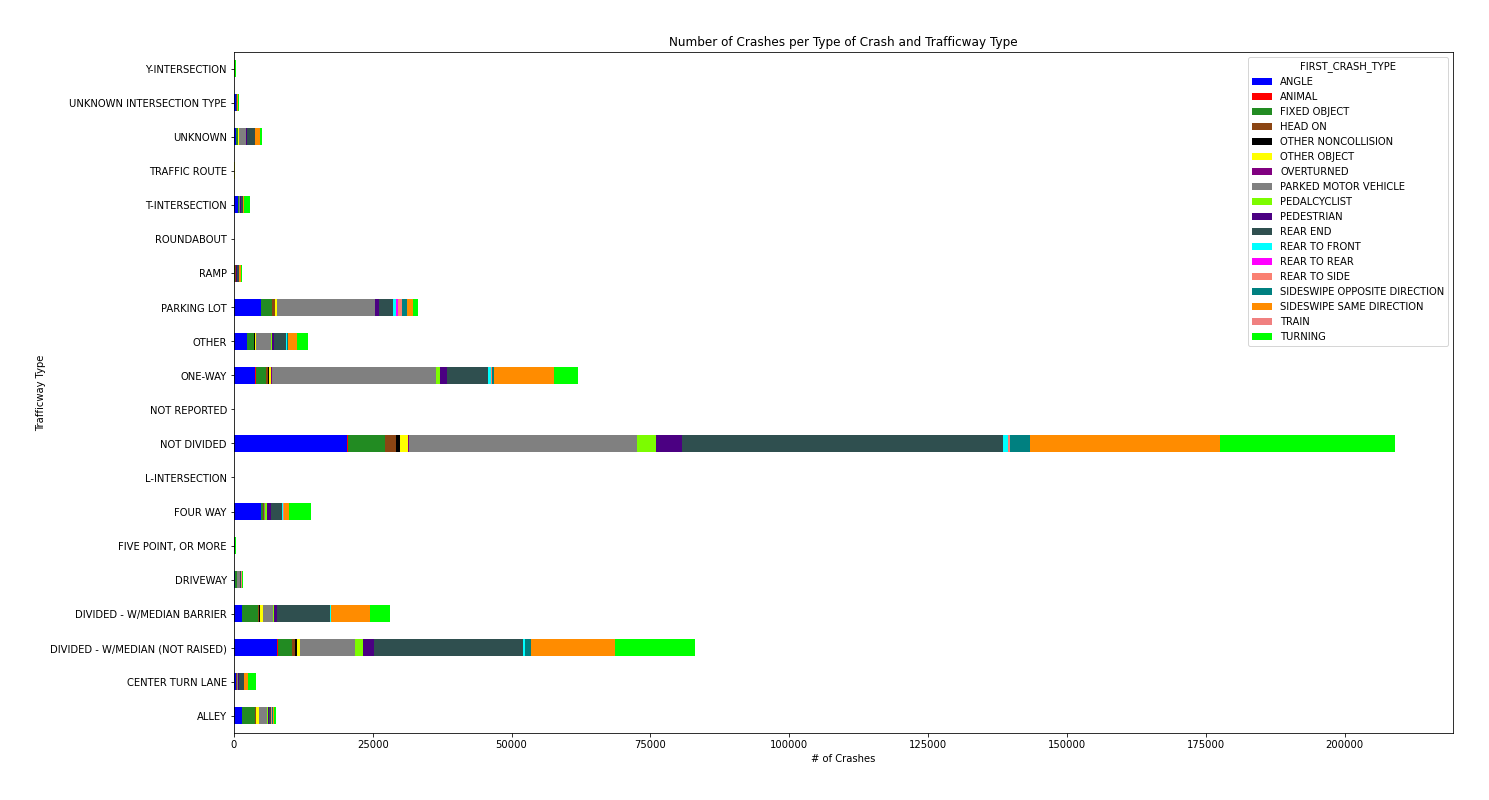 Number of Crashes per Type of Crash and Trafficway Type
FIRST_CRASH_TYPE
ANGLE
ANIMAL
FIXED OBJECT
HEAD ON
OTHER NONCOLLISION
OTHER OBJECT
OVERTURNED
PARKED MOTOR VEHICLE
PEDALCYCLIST
PEDESTRIAN
REAR END
REAR TO FRONT
REAR TO REAR
REAR TO SIDE
SIDESWIPE OPPOSITE DIRECTION
SIDESWIPE SAME DIRECTION
TRAIN
TURNING
Trafficway Type
Y-INTERSECTION
UNKNOWN INTERSECTION TYPE
UNKNOWN
TRAFFIC ROUTE
T-INTERSECTION
ROUNDABOUT
RAMP
PARKING LOT
OTHER
ONE-WAY
NOT REPORTED
NOT DIVIDED
L-INTERSECTION
FOUR WAY
FIVE POINT, OR MORE
DRIVEWAY
DIVIDED - W/MEDIAN BARRIER
DIVIDED - W/MEDIAN (NOT RAISED)
CENTER TURN LANE
ALLEY
0 25000 50000 75000 100000 125000 150000 175000 200000
# of Crashes